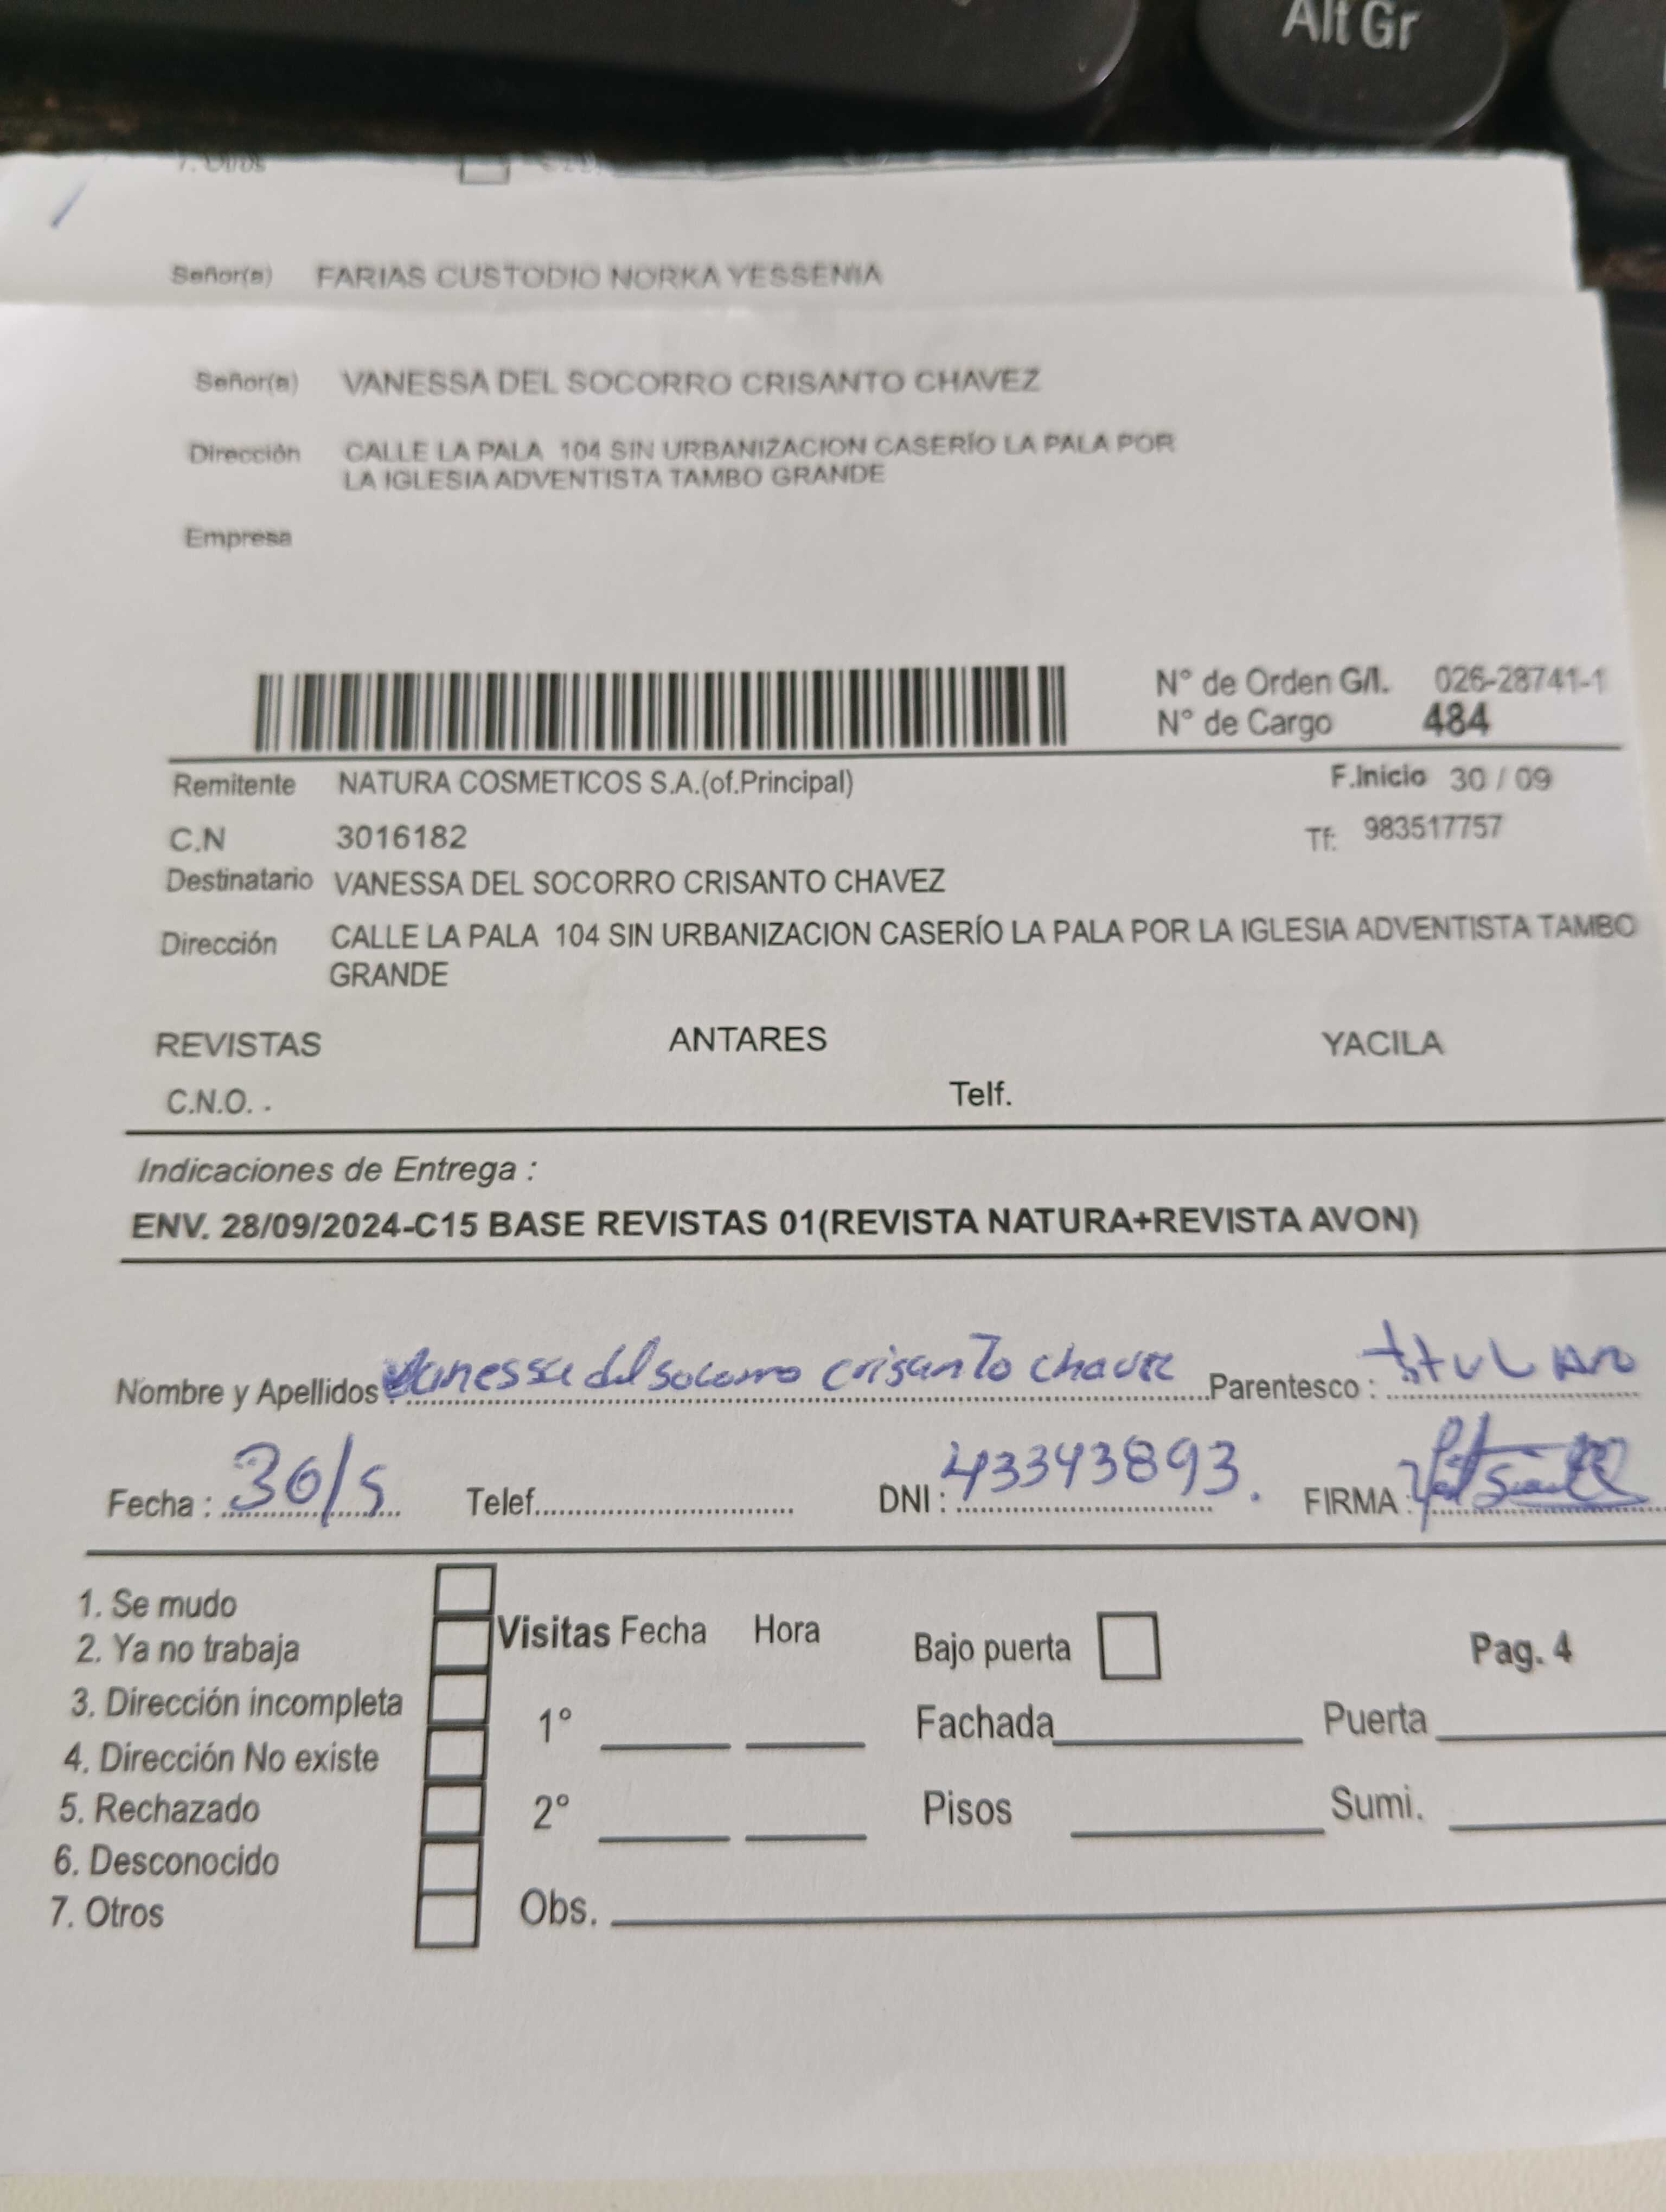 Alt Gr
7. Otros
Señor(a) FARIAS CUSTODIO NORKA YESSENIA
Señor(a) VANESSA DEL SOCORRO CRISANTO CHAVEZ
Dirección CALLE LA PALA 104 SIN URBANIZACION CASERÍO LA PALA POR
LA IGLESIA ADVENTISTA TAMBO GRANDE
Empresa
N° de Orden G/I. 026-28741-1
N° de Cargo 484
Remitente NATURA COSMETICOS S.A.(of.Principal) F.Inicio 30 / 09
C.N 3016182 Tf: 983517757
Destinatario VANESSA DEL SOCORRO CRISANTO CHAVEZ
Dirección CALLE LA PALA 104 SIN URBANIZACION CASERÍO LA PALA POR LA IGLESIA ADVENTISTA TAMBO
GRANDE
REVISTAS ANTARES YACILA
C.N.O. . Telf.
Indicaciones de Entrega :
ENV. 28/09/2024-C15 BASE REVISTAS 01(REVISTA NATURA+REVISTA AVON)
Nombre y Apellidos Vanessa del socorro crisanto chavez Parentesco :
Fecha : 30/5 Telef. DNI : 43343893. FIRMA :
1. Se mudo
2. Ya no trabaja
3. Dirección incompleta
4. Dirección No existe
5. Rechazado
6. Desconocido
7. Otros
Visitas Fecha Hora Bajo puerta Pag. 4
1° Fachada Puerta
2° Pisos Sumi.
Obs.